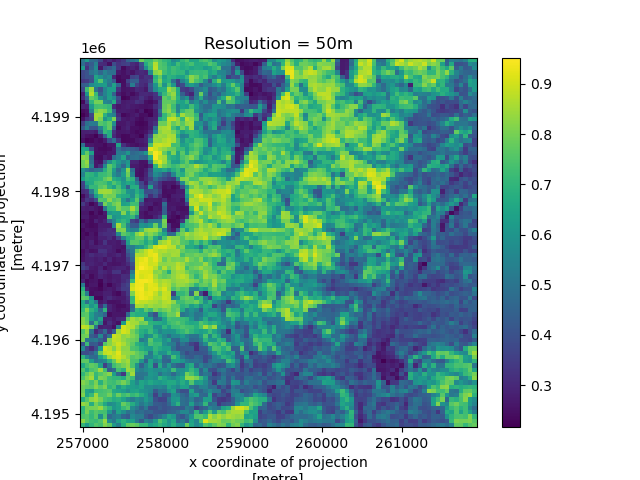 Resolution = 50m
1e6
4.199
4.198
4.197
4.196
4.195
y coordinate of projection
[metre]
257000 258000 259000 260000 261000
x coordinate of projection
[metre]
0.9
0.8
0.7
0.6
0.5
0.4
0.3